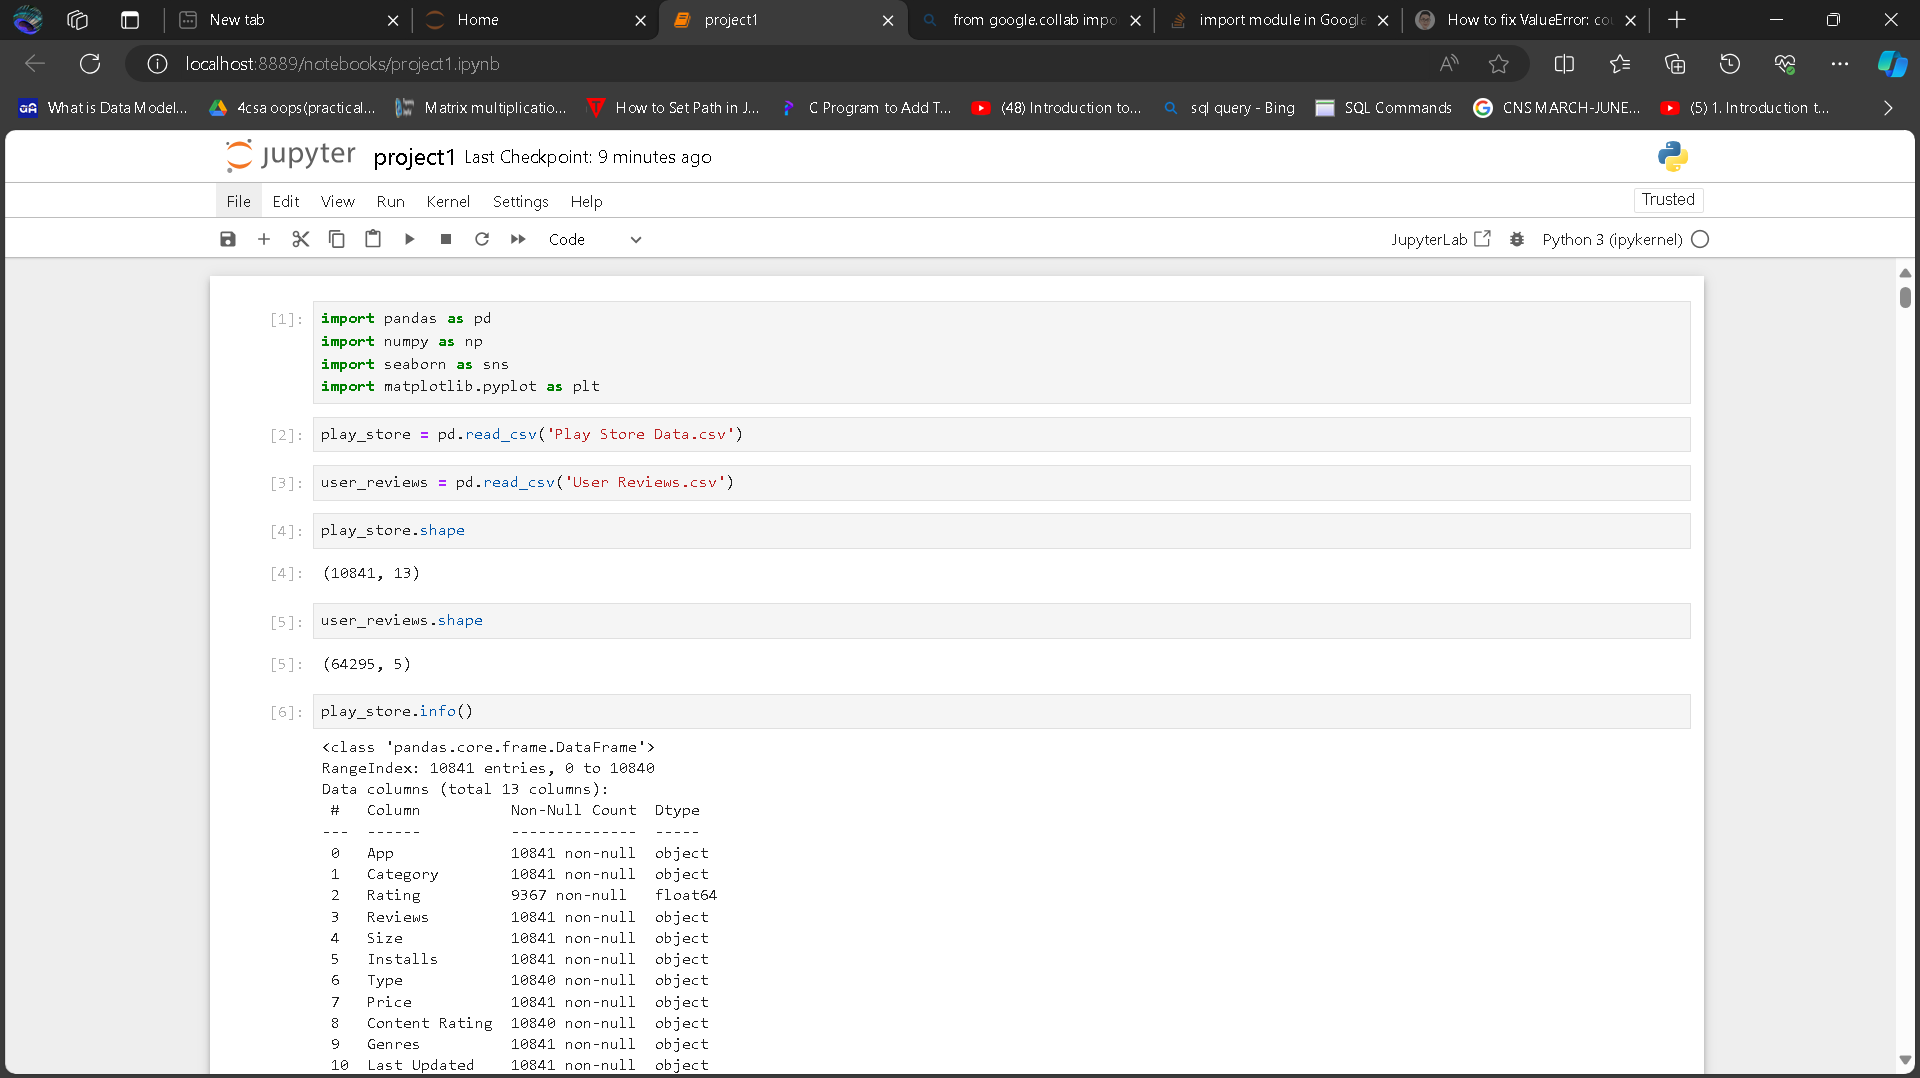 New tab
Home
project1
from google.collab impo
import module in Google
How to fix ValueError: cou
localhost:8889/notebooks/project1.ipynb
What is Data Model...
4csa oops(practical...
Matrix multiplicatio...
How to Set Path in J...
C Program to Add T...
(48) Introduction to...
sql query - Bing
SQL Commands
CNS MARCH-JUNE...
(5) 1. Introduction t...
jupyter project1 Last Checkpoint: 9 minutes ago
File Edit View Run Kernel Settings Help
Trusted
Code
JupyterLab
Python 3 (ipykernel)
[1]: import pandas as pd
import numpy as np
import seaborn as sns
import matplotlib.pyplot as plt
[2]: play_store = pd.read_csv('Play Store Data.csv')
[3]: user_reviews = pd.read_csv('User Reviews.csv')
[4]: play_store.shape
[4]: (10841, 13)
[5]: user_reviews.shape
[5]: (64295, 5)
[6]: play_store.info()
<class 'pandas.core.frame.DataFrame'>
RangeIndex: 10841 entries, 0 to 10840
Data columns (total 13 columns):
#   Column          Non-Null Count  Dtype
---  ------          --------------  -----
0   App             10841 non-null  object
1   Category        10841 non-null  object
2   Rating          9367 non-null   float64
3   Reviews         10841 non-null  object
4   Size            10841 non-null  object
5   Installs        10841 non-null  object
6   Type            10840 non-null  object
7   Price           10841 non-null  object
8   Content Rating  10840 non-null  object
9   Genres          10841 non-null  object
10  Last Updated    10841 non-null  object